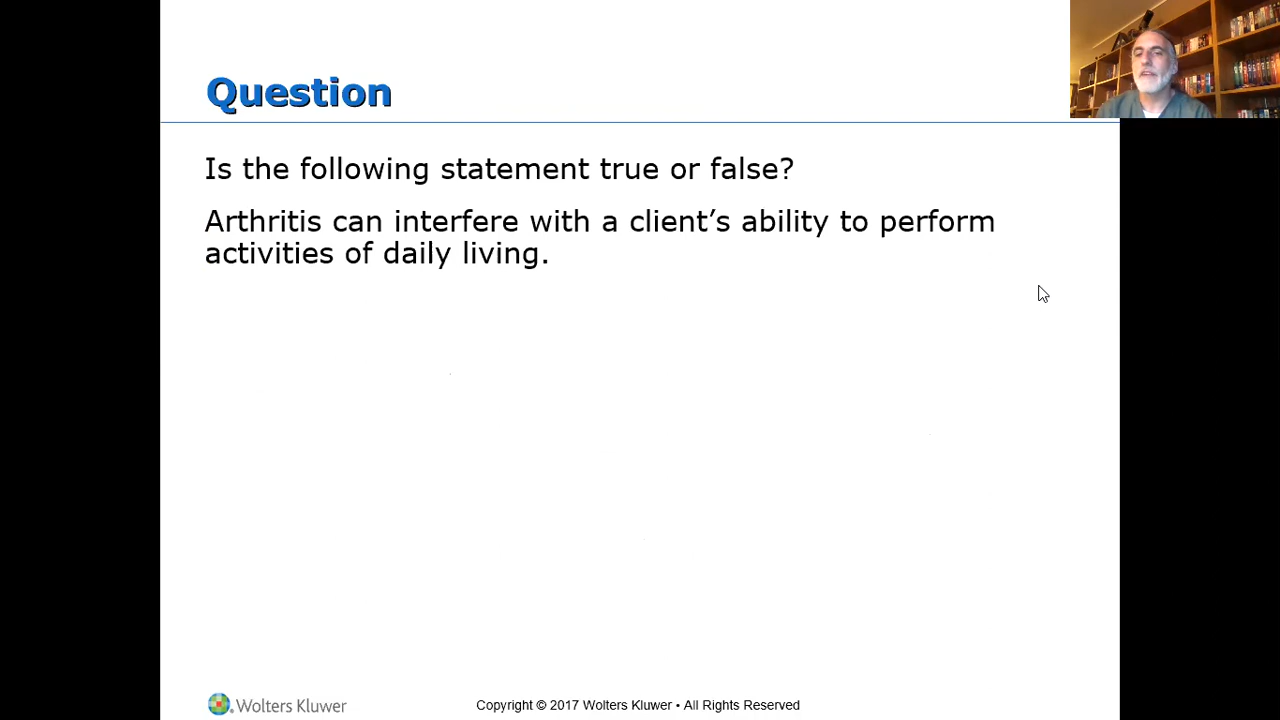 Question
Is the following statement true or false?
Arthritis can interfere with a client’s ability to perform
activities of daily living.
Wolters Kluwer
Copyright © 2017 Wolters Kluwer • All Rights Reserved